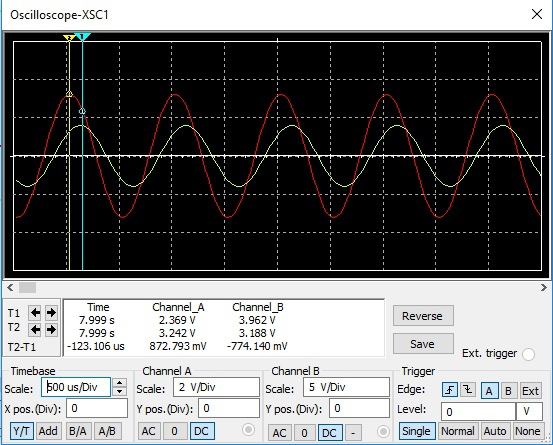 Oscilloscope-XSC1
2 1
T1 Time Channel_A Channel_B Reverse
7.999 s 2.369 V 3.962 V
T2 7.999 s 3.242 V 3.188 V
T2-T1 -123.106 us 872.793 mV -774.140 mV Save
Ext. trigger
Timebase Channel A Channel B Trigger
Scale: 500 us/Div Scale: 2 V/Div Scale: 5 V/Div Edge: A B Ext
X pos.(Div): 0 Y pos.(Div): 0 Y pos.(Div): 0 Level: 0 V
Y/T Add B/A A/B AC 0 DC AC 0 DC - Single Normal Auto None